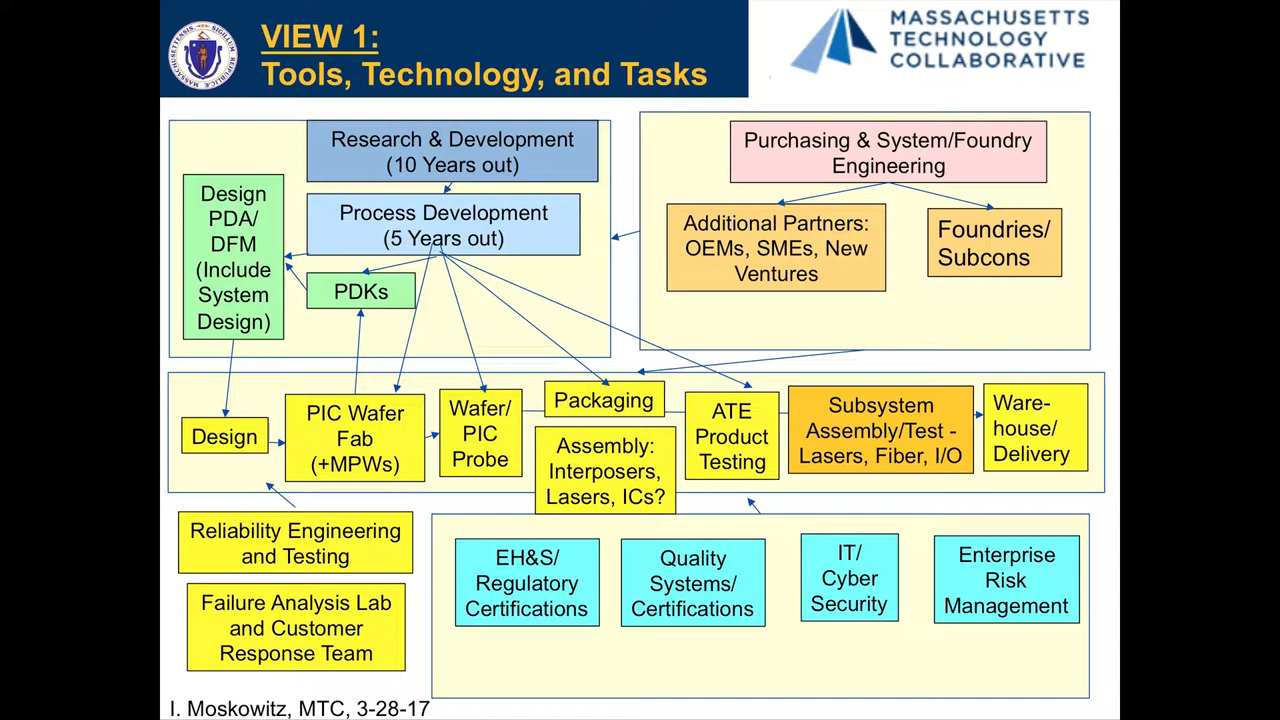 VIEW 1:
Tools, Technology, and Tasks
MASSACHUSETTS
TECHNOLOGY
COLLABORATIVE
Research & Development
(10 Years out)
Process Development
(5 Years out)
Design
PDA/
DFM
(Include
System
Design)
PDKs
Purchasing & System/Foundry
Engineering
Additional Partners:
OEMs, SMEs, New
Ventures
Foundries/
Subcons
Design
PIC Wafer
Fab
(+MPWs)
Wafer/
PIC
Probe
Packaging
Assembly:
Interposers,
Lasers, ICs?
ATE
Product
Testing
Subsystem
Assembly/Test -
Lasers, Fiber, I/O
Ware-
house/
Delivery
Reliability Engineering
and Testing
Failure Analysis Lab
and Customer
Response Team
EH&S/
Regulatory
Certifications
Quality
Systems/
Certifications
IT/
Cyber
Security
Enterprise
Risk
Management
I. Moskowitz, MTC, 3-28-17